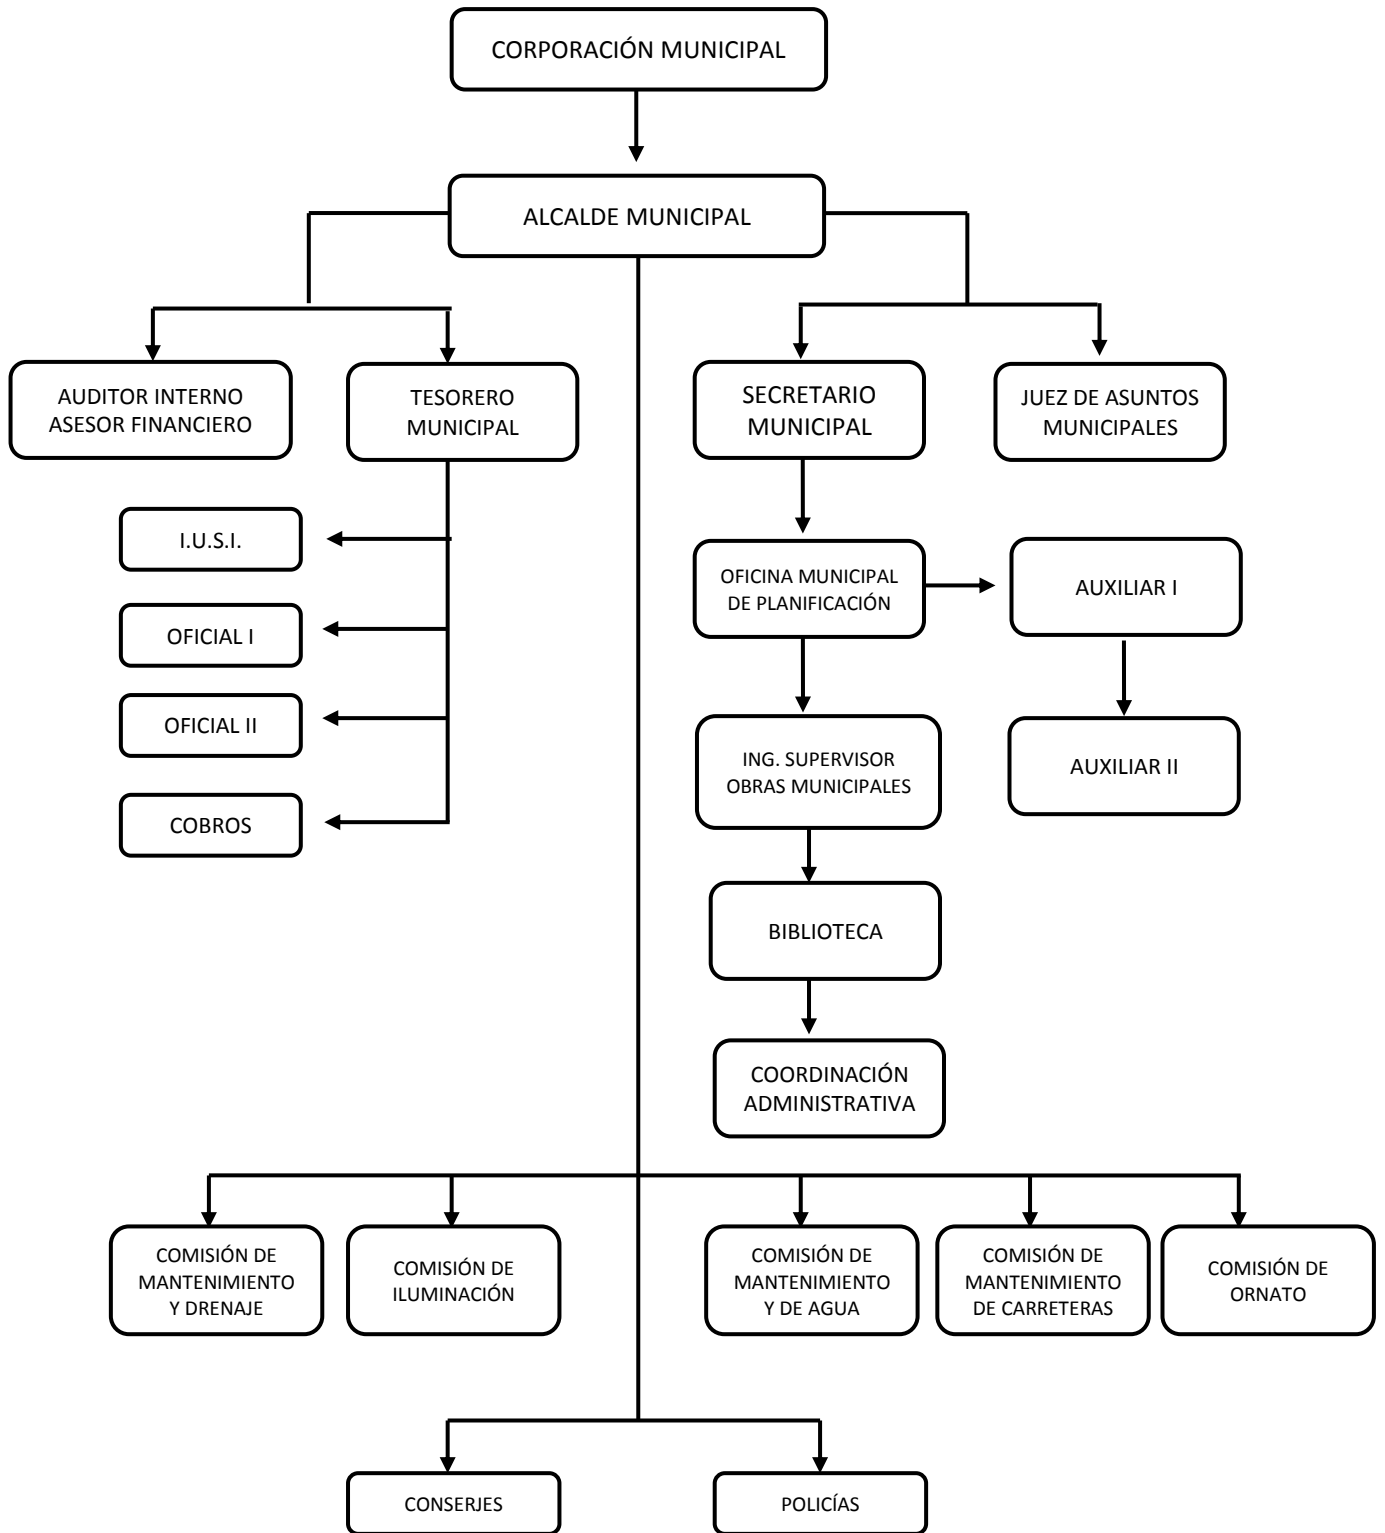 CORPORACIÓN MUNICIPAL
ALCALDE MUNICIPAL
AUDITOR INTERNO
ASESOR FINANCIERO
TESORERO
MUNICIPAL
SECRETARIO
MUNICIPAL
JUEZ DE ASUNTOS
MUNICIPALES
I.U.S.I.
OFICIAL I
OFICIAL II
COBROS
OFICINA MUNICIPAL
DE PLANIFICACIÓN
AUXILIAR I
ING. SUPERVISOR
OBRAS MUNICIPALES
AUXILIAR II
BIBLIOTECA
COORDINACIÓN
ADMINISTRATIVA
COMISIÓN DE
MANTENIMIENTO
Y DRENAJE
COMISIÓN DE
ILUMINACIÓN
COMISIÓN DE
MANTENIMIENTO
Y DE AGUA
COMISIÓN DE
MANTENIMIENTO
DE CARRETERAS
COMISIÓN DE
ORNATO
CONSERJES
POLICÍAS